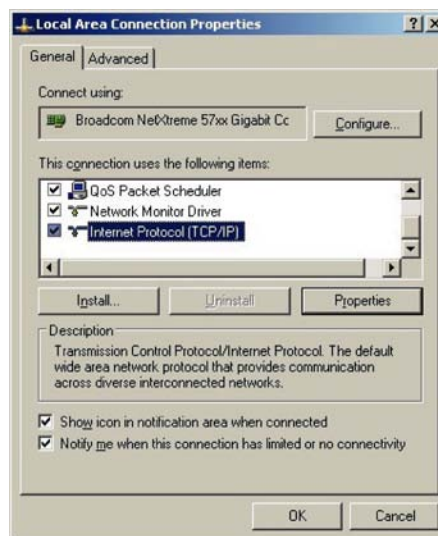 Local Area Connection Properties
General
Advanced
Connect using:
Broadcom NetXtreme 57xx Gigabit Cc
Configure...
This connection uses the following items:
QoS Packet Scheduler
Network Monitor Driver
Internet Protocol (TCP/IP)
Install...
Uninstall
Properties
Description
Transmission Control Protocol/Internet Protocol. The default
wide area network protocol that provides communication
across diverse interconnected networks.
Show icon in notification area when connected
Notify me when this connection has limited or no connectivity
OK
Cancel